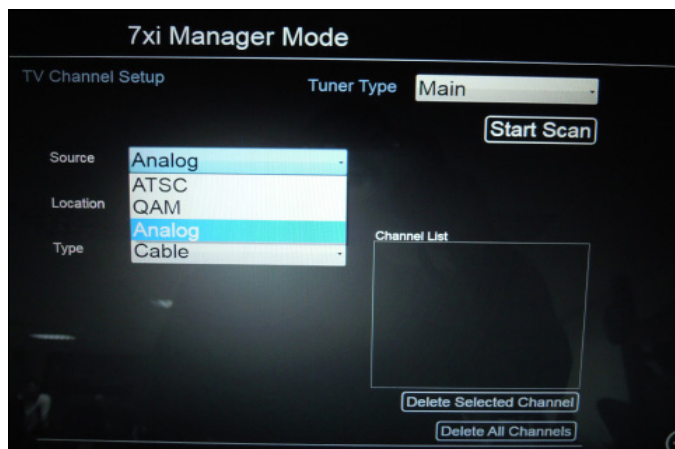 7xi Manager Mode
TV Channel Setup
Tuner Type Main
Start Scan
Source Analog
ATSC
Location QAM
Analog
Type Cable
Channel List
Delete Selected Channel
Delete All Channels